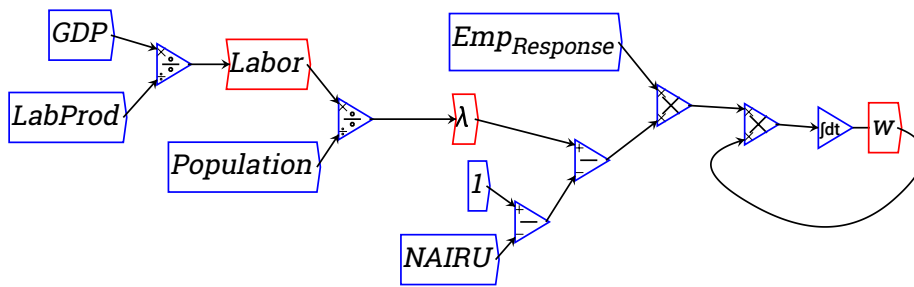 GDP
LabProd
×
÷
÷
Labor
Population
×
÷
÷
λ
1
NAIRU
+
−
−
+
−
−
Emp_Response
×
×
×
×
×
×
∫dt
w